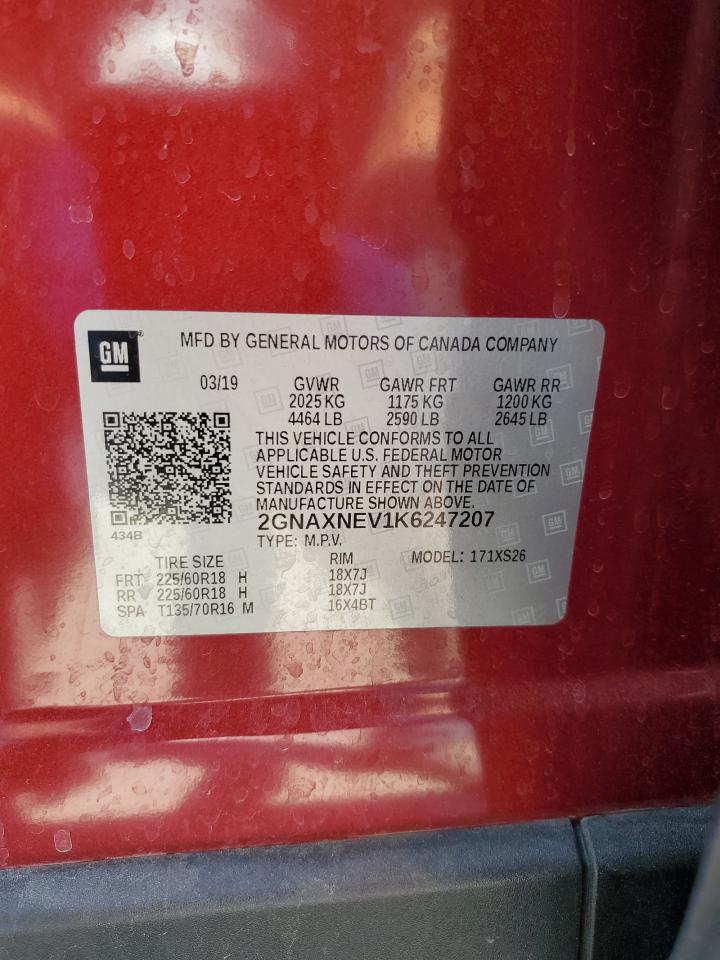 GM
MFD BY GENERAL MOTORS OF CANADA COMPANY
03/19 GVWR GAWR FRT GAWR RR
2025 KG 1175 KG 1200 KG
4464 LB 2590 LB 2645 LB
THIS VEHICLE CONFORMS TO ALL
APPLICABLE U.S. FEDERAL MOTOR
VEHICLE SAFETY AND THEFT PREVENTION
STANDARDS IN EFFECT ON THE DATE OF
MANUFACTURE SHOWN ABOVE.
2GNAXNEV1K6247207
434B
TYPE: M.P.V.
TIRE SIZE RIM MODEL: 171XS26
FRT 225/60R18 H 18X7J
RR 225/60R18 H 18X7J
SPA T135/70R16 M 16X4BT